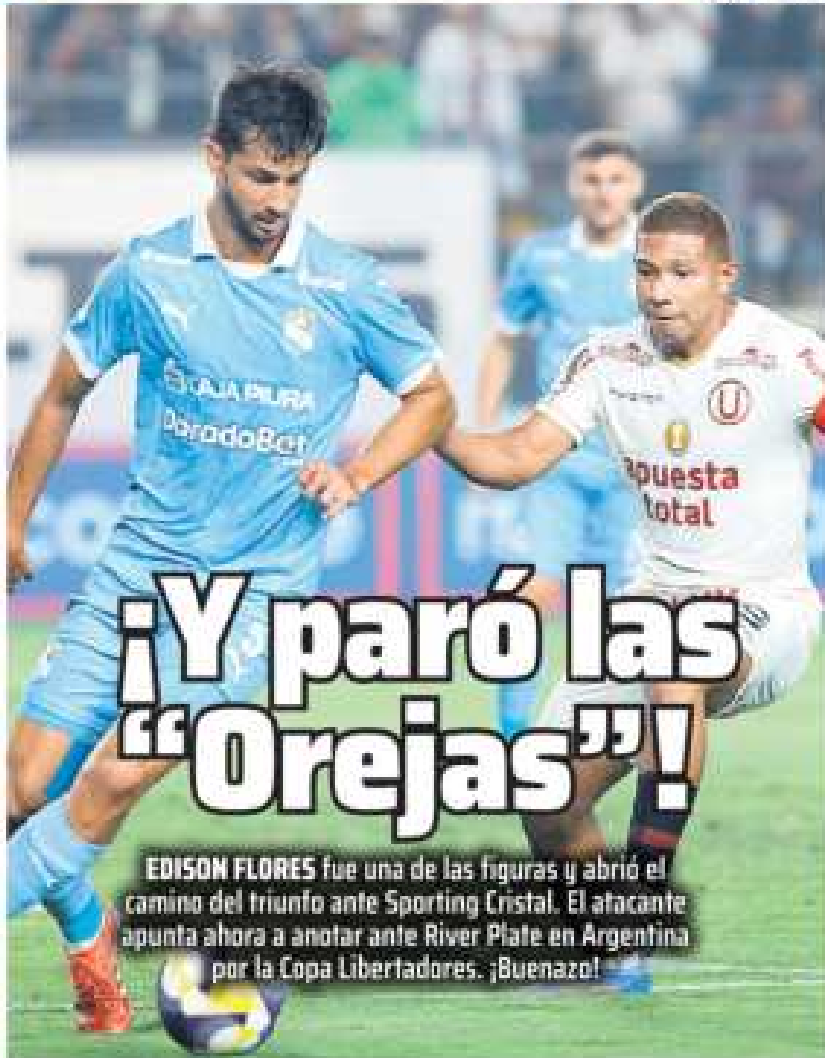 CAJA PIURA
DoradoBet
.com
U
apuesta
total
¡Y paró las
“Orejas”!
EDISON FLORES fue una de las figuras y abrió el
camino del triunfo ante Sporting Cristal. El atacante
apunta ahora a anotar ante River Plate en Argentina
por la Copa Libertadores. ¡Buenazo!